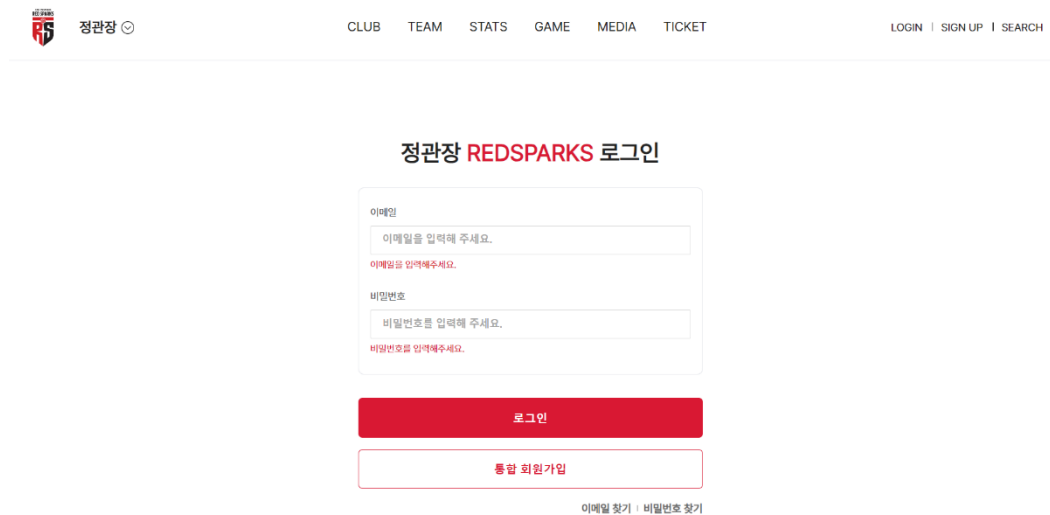 RED SPARKS
정관장
CLUB TEAM STATS GAME MEDIA TICKET
LOGIN | SIGN UP | SEARCH
정관장 REDSPARKS 로그인
이메일
이메일을 입력해 주세요.
이메일을 입력해주세요.
비밀번호
비밀번호를 입력해 주세요.
비밀번호를 입력해주세요.
로그인
통합 회원가입
이메일 찾기 | 비밀번호 찾기